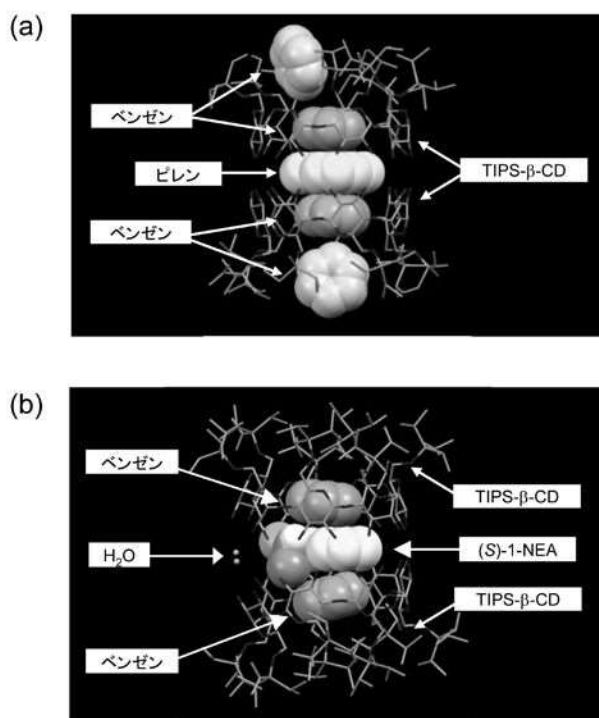 (a)
ベンゼン
ピレン
TIPS-β-CD
ベンゼン
(b)
ベンゼン
TIPS-β-CD
H₂O
(S)-1-NEA
TIPS-β-CD
ベンゼン